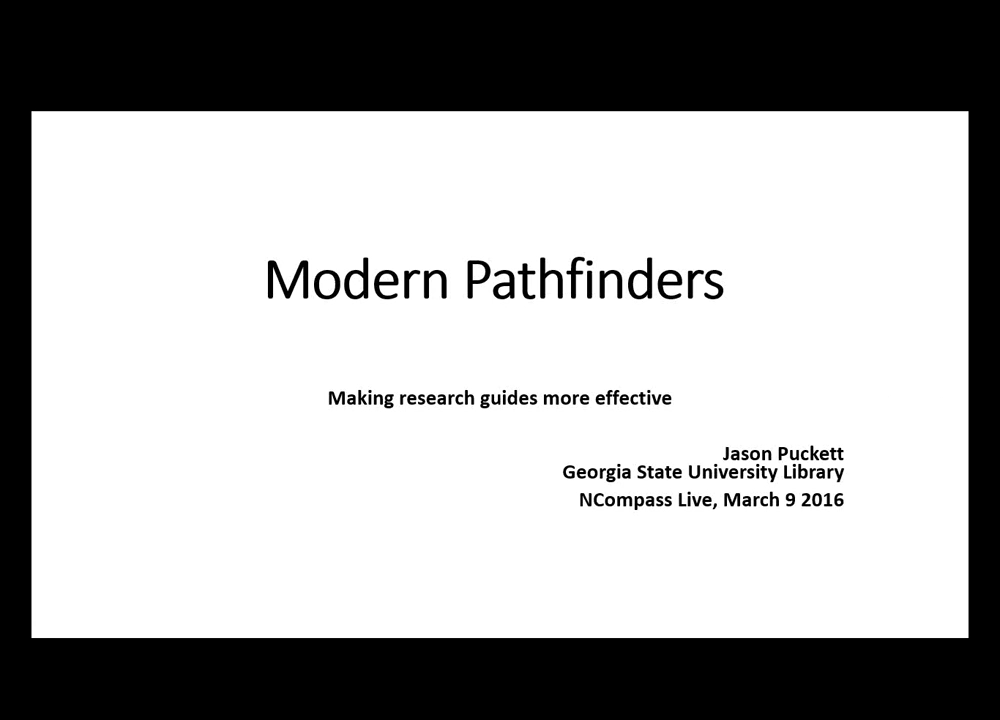 Modern Pathfinders
Making research guides more effective
Jason Puckett
Georgia State University Library
NCompass Live, March 9 2016